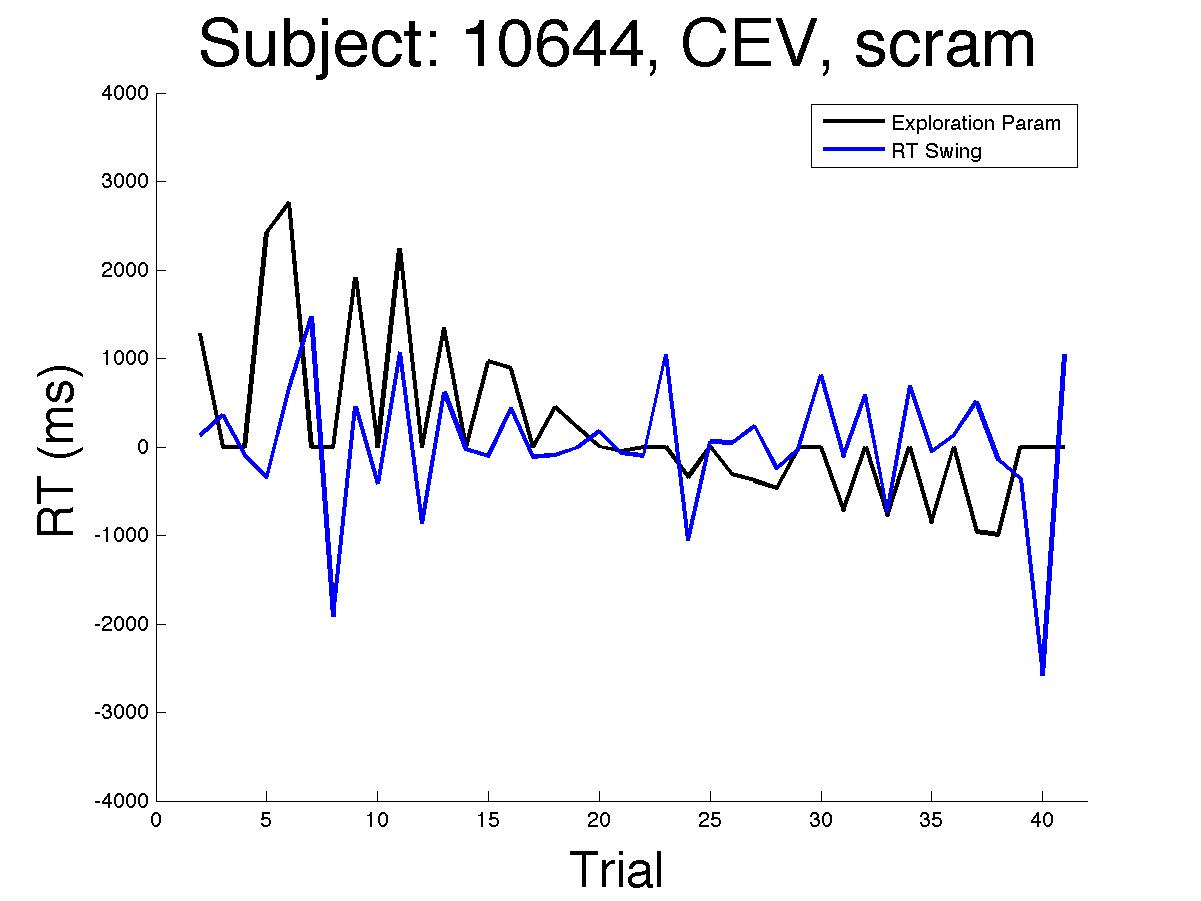 Subject: 10644, CEV, scram
4000
3000
2000
1000
0
-1000
-2000
-3000
-4000
RT (ms)
Exploration Param
RT Swing
0 5 10 15 20 25 30 35 40
Trial